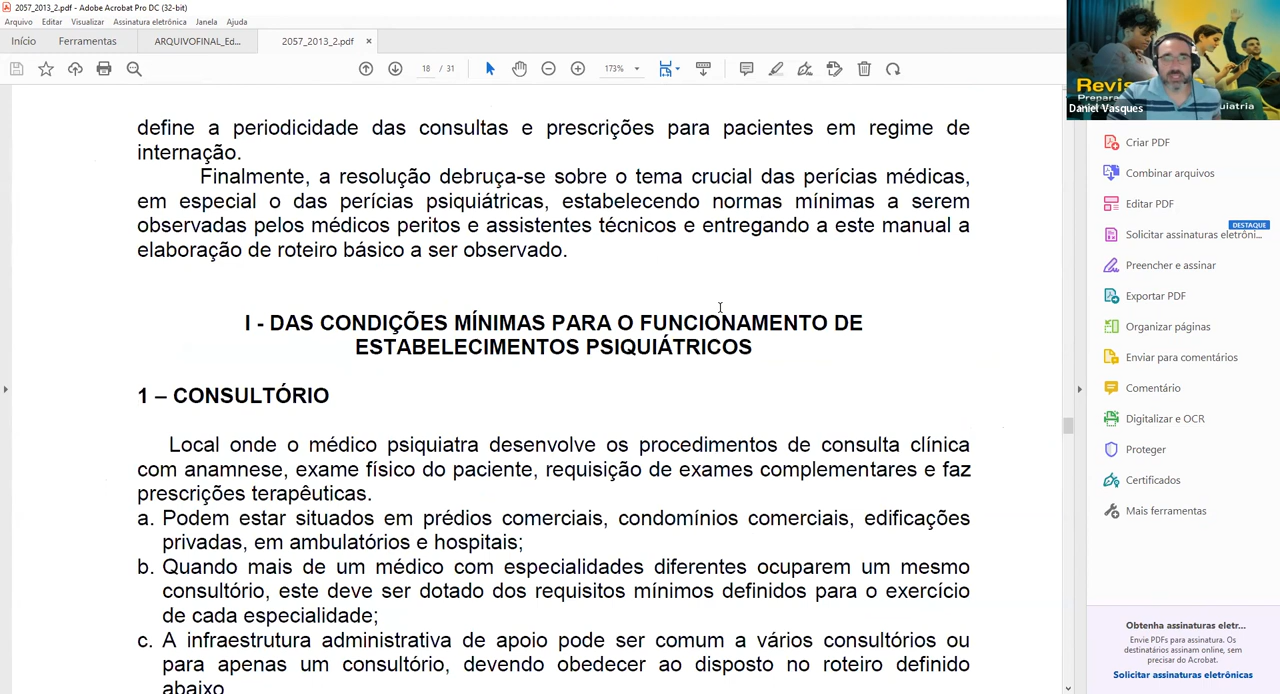 2057_2013_2.pdf - Adobe Acrobat Pro DC (32-bit)
Arquivo Editar Visualizar Assinatura eletrônica Janela Ajuda
Início Ferramentas ARQUIVOFINAL_Ed... 2057_2013_2.pdf ×
18 / 31 173%
define a periodicidade das consultas e prescrições para pacientes em regime de
internação.
Finalmente, a resolução debruça-se sobre o tema crucial das perícias médicas,
em especial o das perícias psiquiátricas, estabelecendo normas mínimas a serem
observadas pelos médicos peritos e assistentes técnicos e entregando a este manual a
elaboração de roteiro básico a ser observado.
I - DAS CONDIÇÕES MÍNIMAS PARA O FUNCIONAMENTO DE
ESTABELECIMENTOS PSIQUIÁTRICOS
1 – CONSULTÓRIO
Local onde o médico psiquiatra desenvolve os procedimentos de consulta clínica
com anamnese, exame físico do paciente, requisição de exames complementares e faz
prescrições terapêuticas.
a. Podem estar situados em prédios comerciais, condomínios comerciais, edificações
privadas, em ambulatórios e hospitais;
b. Quando mais de um médico com especialidades diferentes ocuparem um mesmo
consultório, este deve ser dotado dos requisitos mínimos definidos para o exercício
de cada especialidade;
c. A infraestrutura administrativa de apoio pode ser comum a vários consultórios ou
para apenas um consultório, devendo obedecer ao disposto no roteiro definido
abaixo
Revis
Prepara
uiatria
Daniel Vasques
Criar PDF
Combinar arquivos
Editar PDF
DESTAQUE
Solicitar assinaturas eletrôni...
Preencher e assinar
Exportar PDF
Organizar páginas
Enviar para comentários
Comentário
Digitalizar e OCR
Proteger
Certificados
Mais ferramentas
Obtenha assinaturas eletr...
Envie PDFs para assinatura. Os
destinatários assinam online, sem
precisar do Acrobat.
Solicitar assinaturas eletrônicas